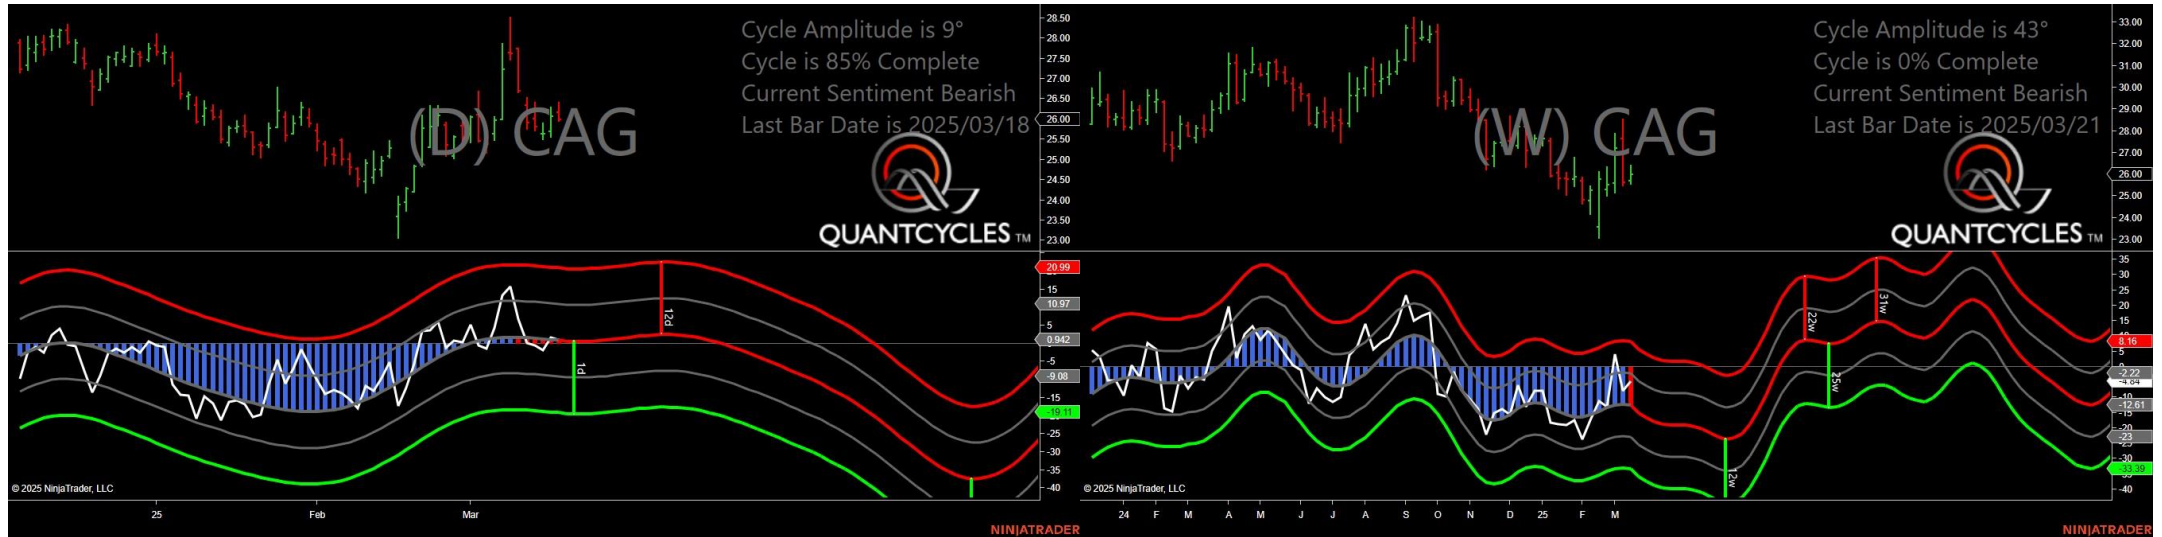 Cycle Amplitude is 9°
Cycle is 85% Complete
Current Sentiment Bearish
Last Bar Date is 2025/03/18
(D) CAG
QUANTCYCLES TM
28.50
28.00
27.50
27.00
26.50
26.00
25.50
25.00
24.50
24.00
23.50
23.00
20.99
15
10.97
5
0.942
-5
-9.08
-15
-19.11
-25
-30
-35
-40
12d
1d
© 2025 NinjaTrader, LLC
25 Feb Mar
NINJATRADER
Cycle Amplitude is 43°
Cycle is 0% Complete
Current Sentiment Bearish
Last Bar Date is 2025/03/21
(W) CAG
QUANTCYCLES TM
33.00
32.00
31.00
30.00
29.00
28.00
27.00
26.00
25.00
24.00
23.00
35
30
25
20
15
8.16
5
-2.22
-4.84
-12.61
-23
-33.39
-40
22w
31w
25w
12w
© 2025 NinjaTrader, LLC
24 F M A M J J A S O N D 25 F M
NINJATRADER